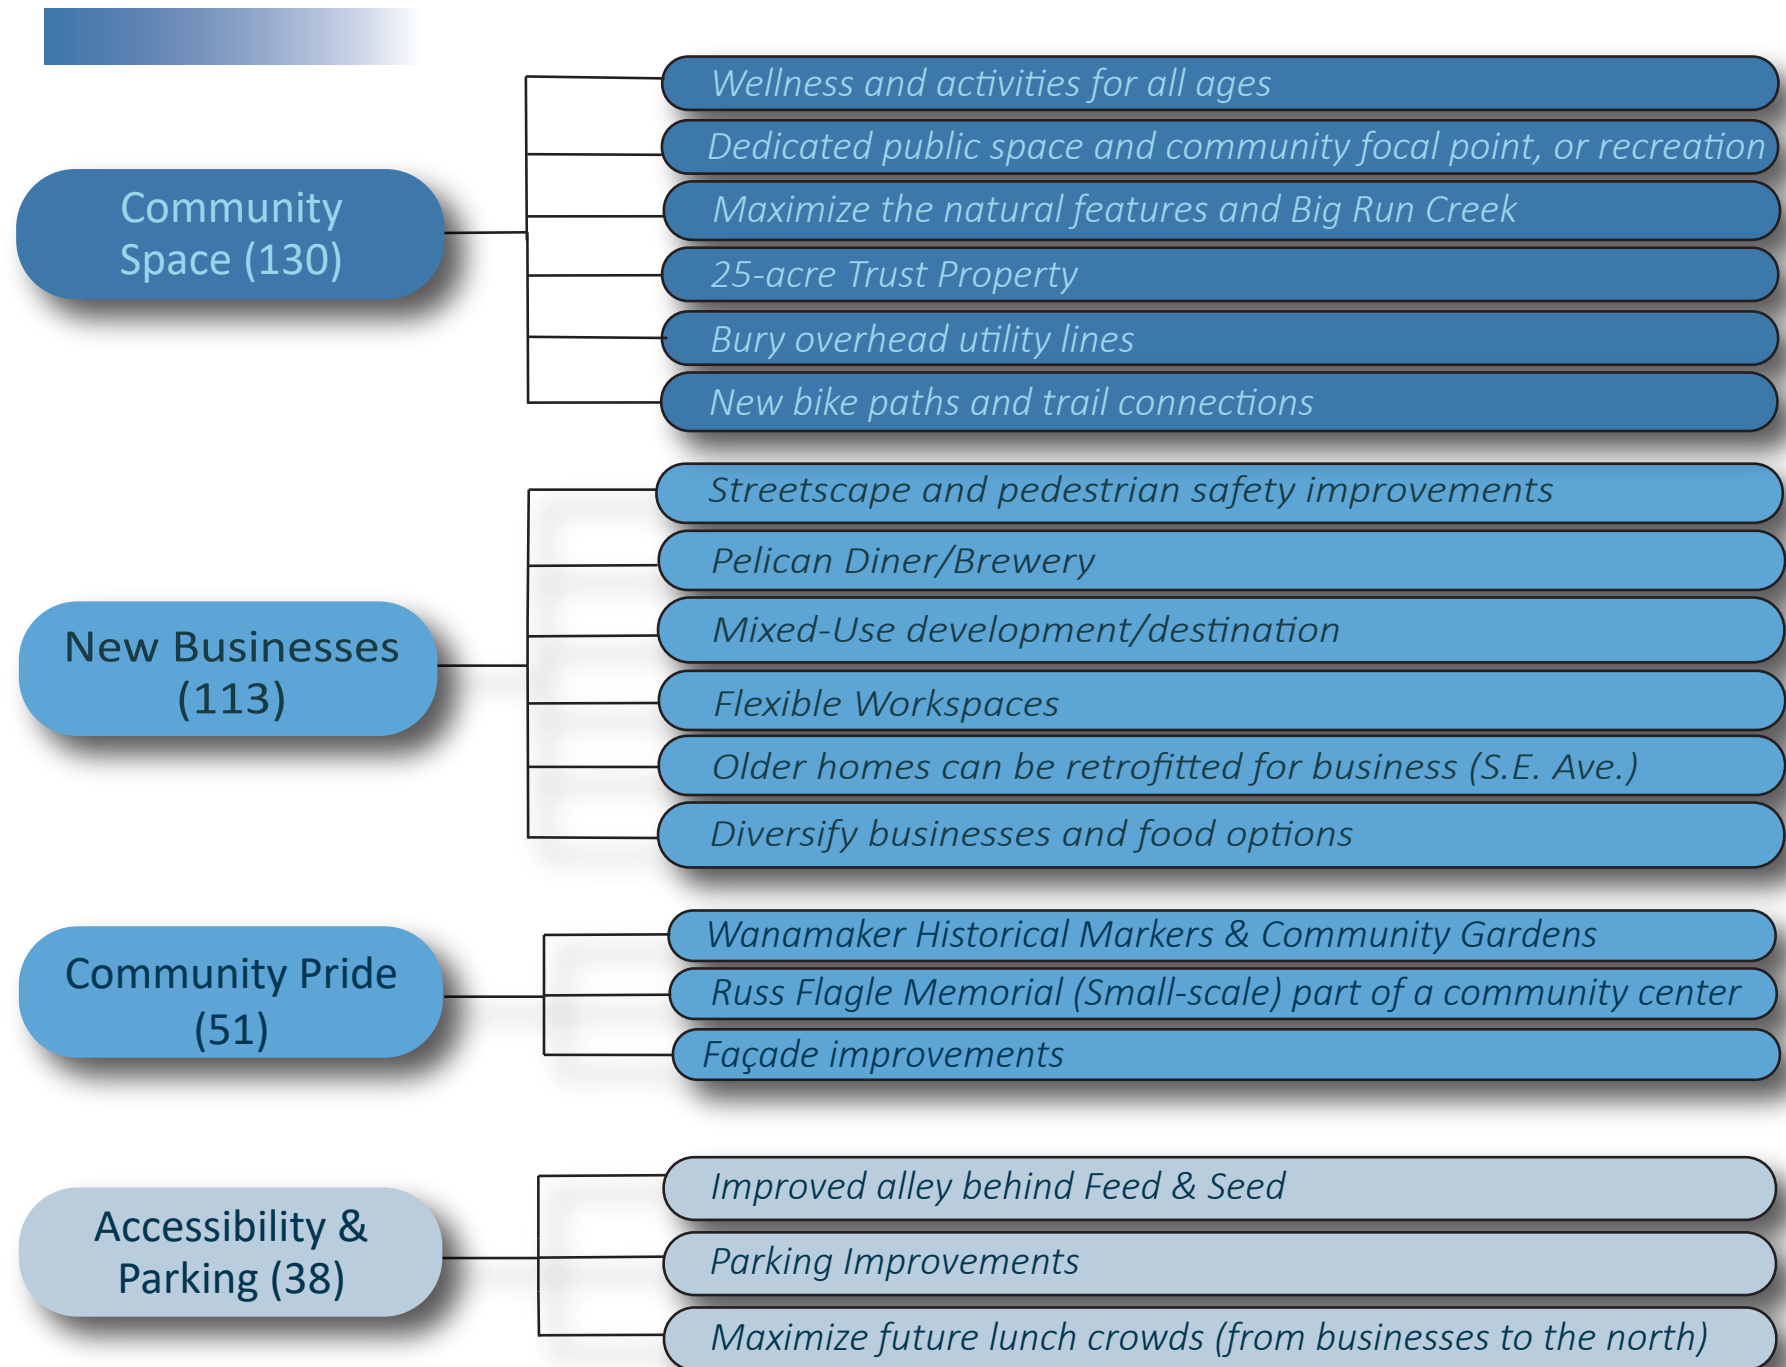 Community
Space (130)
Wellness and activities for all ages
Dedicated public space and community focal point, or recreation
Maximize the natural features and Big Run Creek
25-acre Trust Property
Bury overhead utility lines
New bike paths and trail connections
New Businesses
(113)
Streetscape and pedestrian safety improvements
Pelican Diner/Brewery
Mixed-Use development/destination
Flexible Workspaces
Older homes can be retrofitted for business (S.E. Ave.)
Diversify businesses and food options
Community Pride
(51)
Wanamaker Historical Markers & Community Gardens
Russ Flagle Memorial (Small-scale) part of a community center
Façade improvements
Accessibility &
Parking (38)
Improved alley behind Feed & Seed
Parking Improvements
Maximize future lunch crowds (from businesses to the north)